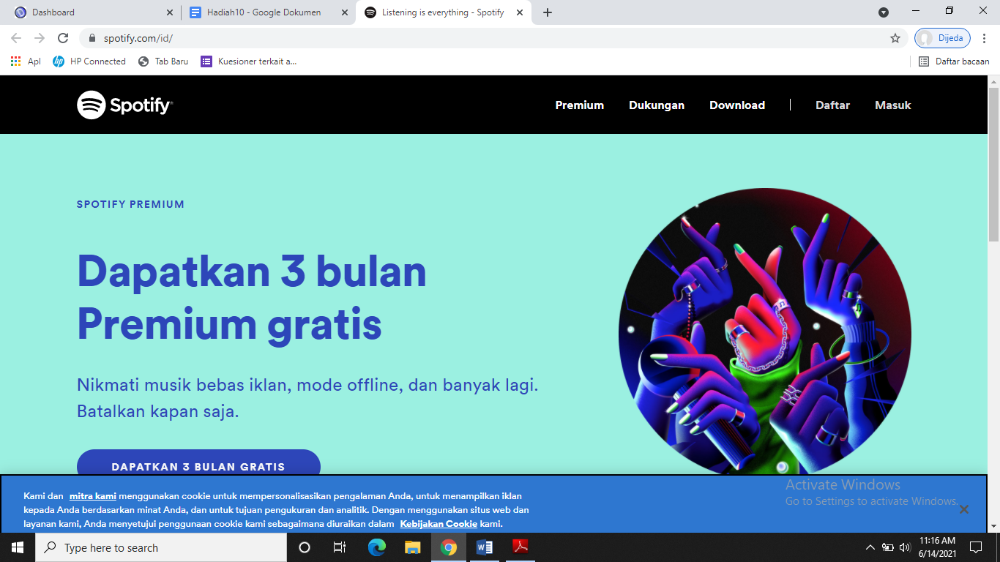 Dashboard
Hadiah10 - Google Dokumen
Listening is everything - Spotify
spotify.com/id/
Dijeda
Apl
HP Connected
Tab Baru
Kuesioner terkait a...
Daftar bacaan
Spotify
Premium
Dukungan
Download
Daftar
Masuk
SPOTIFY PREMIUM
Dapatkan 3 bulan
Premium gratis
Nikmati musik bebas iklan, mode offline, dan banyak lagi.
Batalkan kapan saja.
DAPATKAN 3 BULAN GRATIS
Kami dan mitra kami menggunakan cookie untuk mempersonalisasikan pengalaman Anda, untuk menampilkan iklan
kepada Anda berdasarkan minat Anda, dan untuk tujuan pengukuran dan analitik. Dengan menggunakan situs web dan
layanan kami, Anda menyetujui penggunaan cookie kami sebagaimana diuraikan dalam Kebijakan Cookie kami.
Activate Windows
Go to Settings to activate Windows.
Type here to search
11:16 AM
6/14/2021